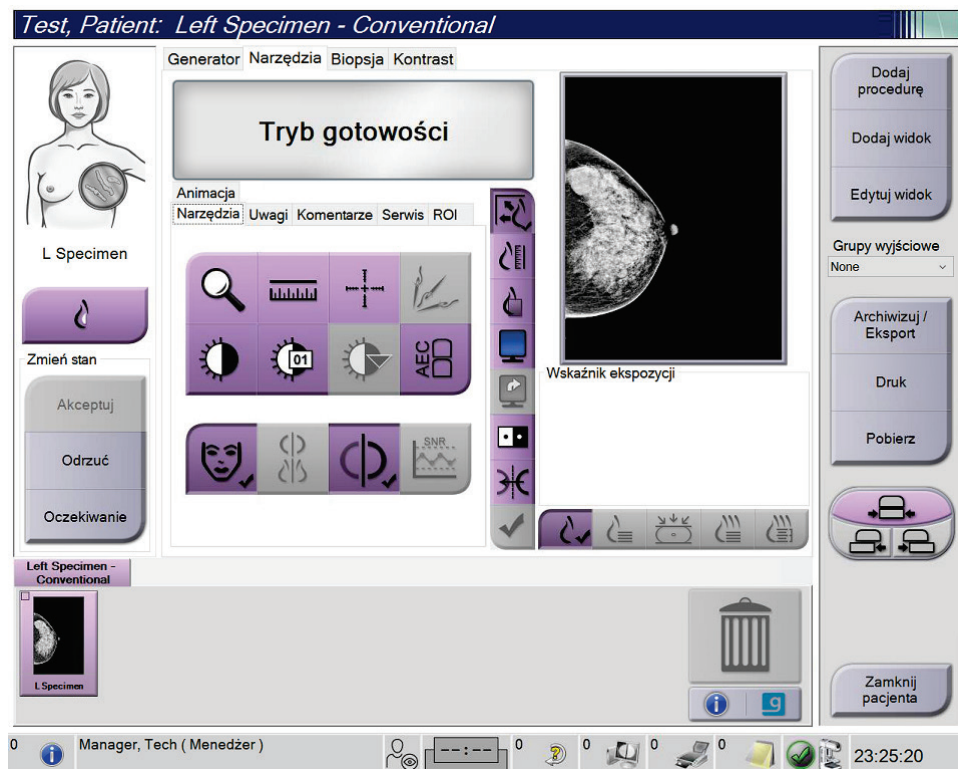 Test, Patient: Left Specimen - Conventional
Generator Narzędzia Biopsja Kontrast
Tryb gotowości
Animacja
Narzędzia Uwagi Komentarze Serwis ROI
L Specimen
Zmień stan
Akceptuj
Odrzuć
Oczekiwanie
01
AEC
SNR
Wskaźnik ekspozycji
Dodaj
procedurę
Dodaj widok
Edytuj widok
Grupy wyjściowe
None
Archiwizuj /
Eksport
Druk
Pobierz
Zamknij
pacjenta
Left Specimen -
Conventional
L Specimen
0
Manager, Tech ( Menedżer )
--:--
0
0
0
0
23:25:20